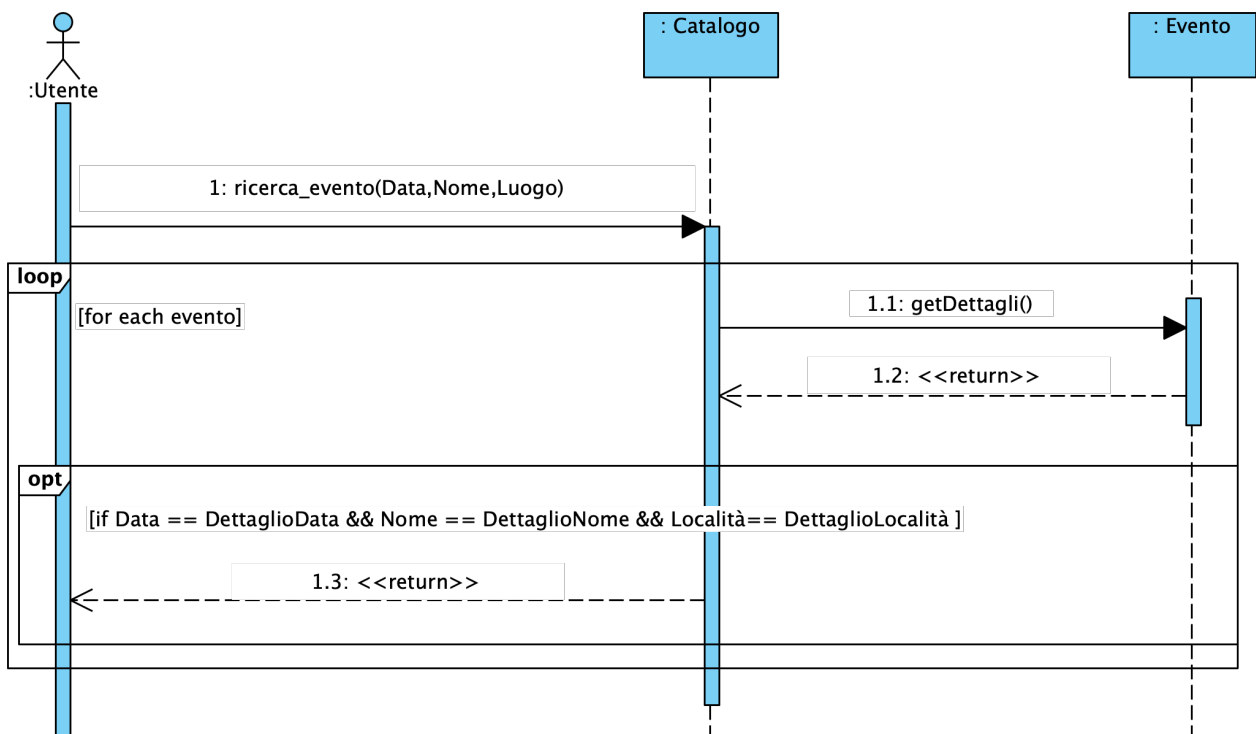 :Utente
: Catalogo
: Evento
1: ricerca_evento(Data,Nome,Luogo)
loop
[for each evento]
1.1: getDettagli()
1.2: <<return>>
opt
[if Data == DettaglioData && Nome == DettaglioNome && Località== DettaglioLocalità ]
1.3: <<return>>